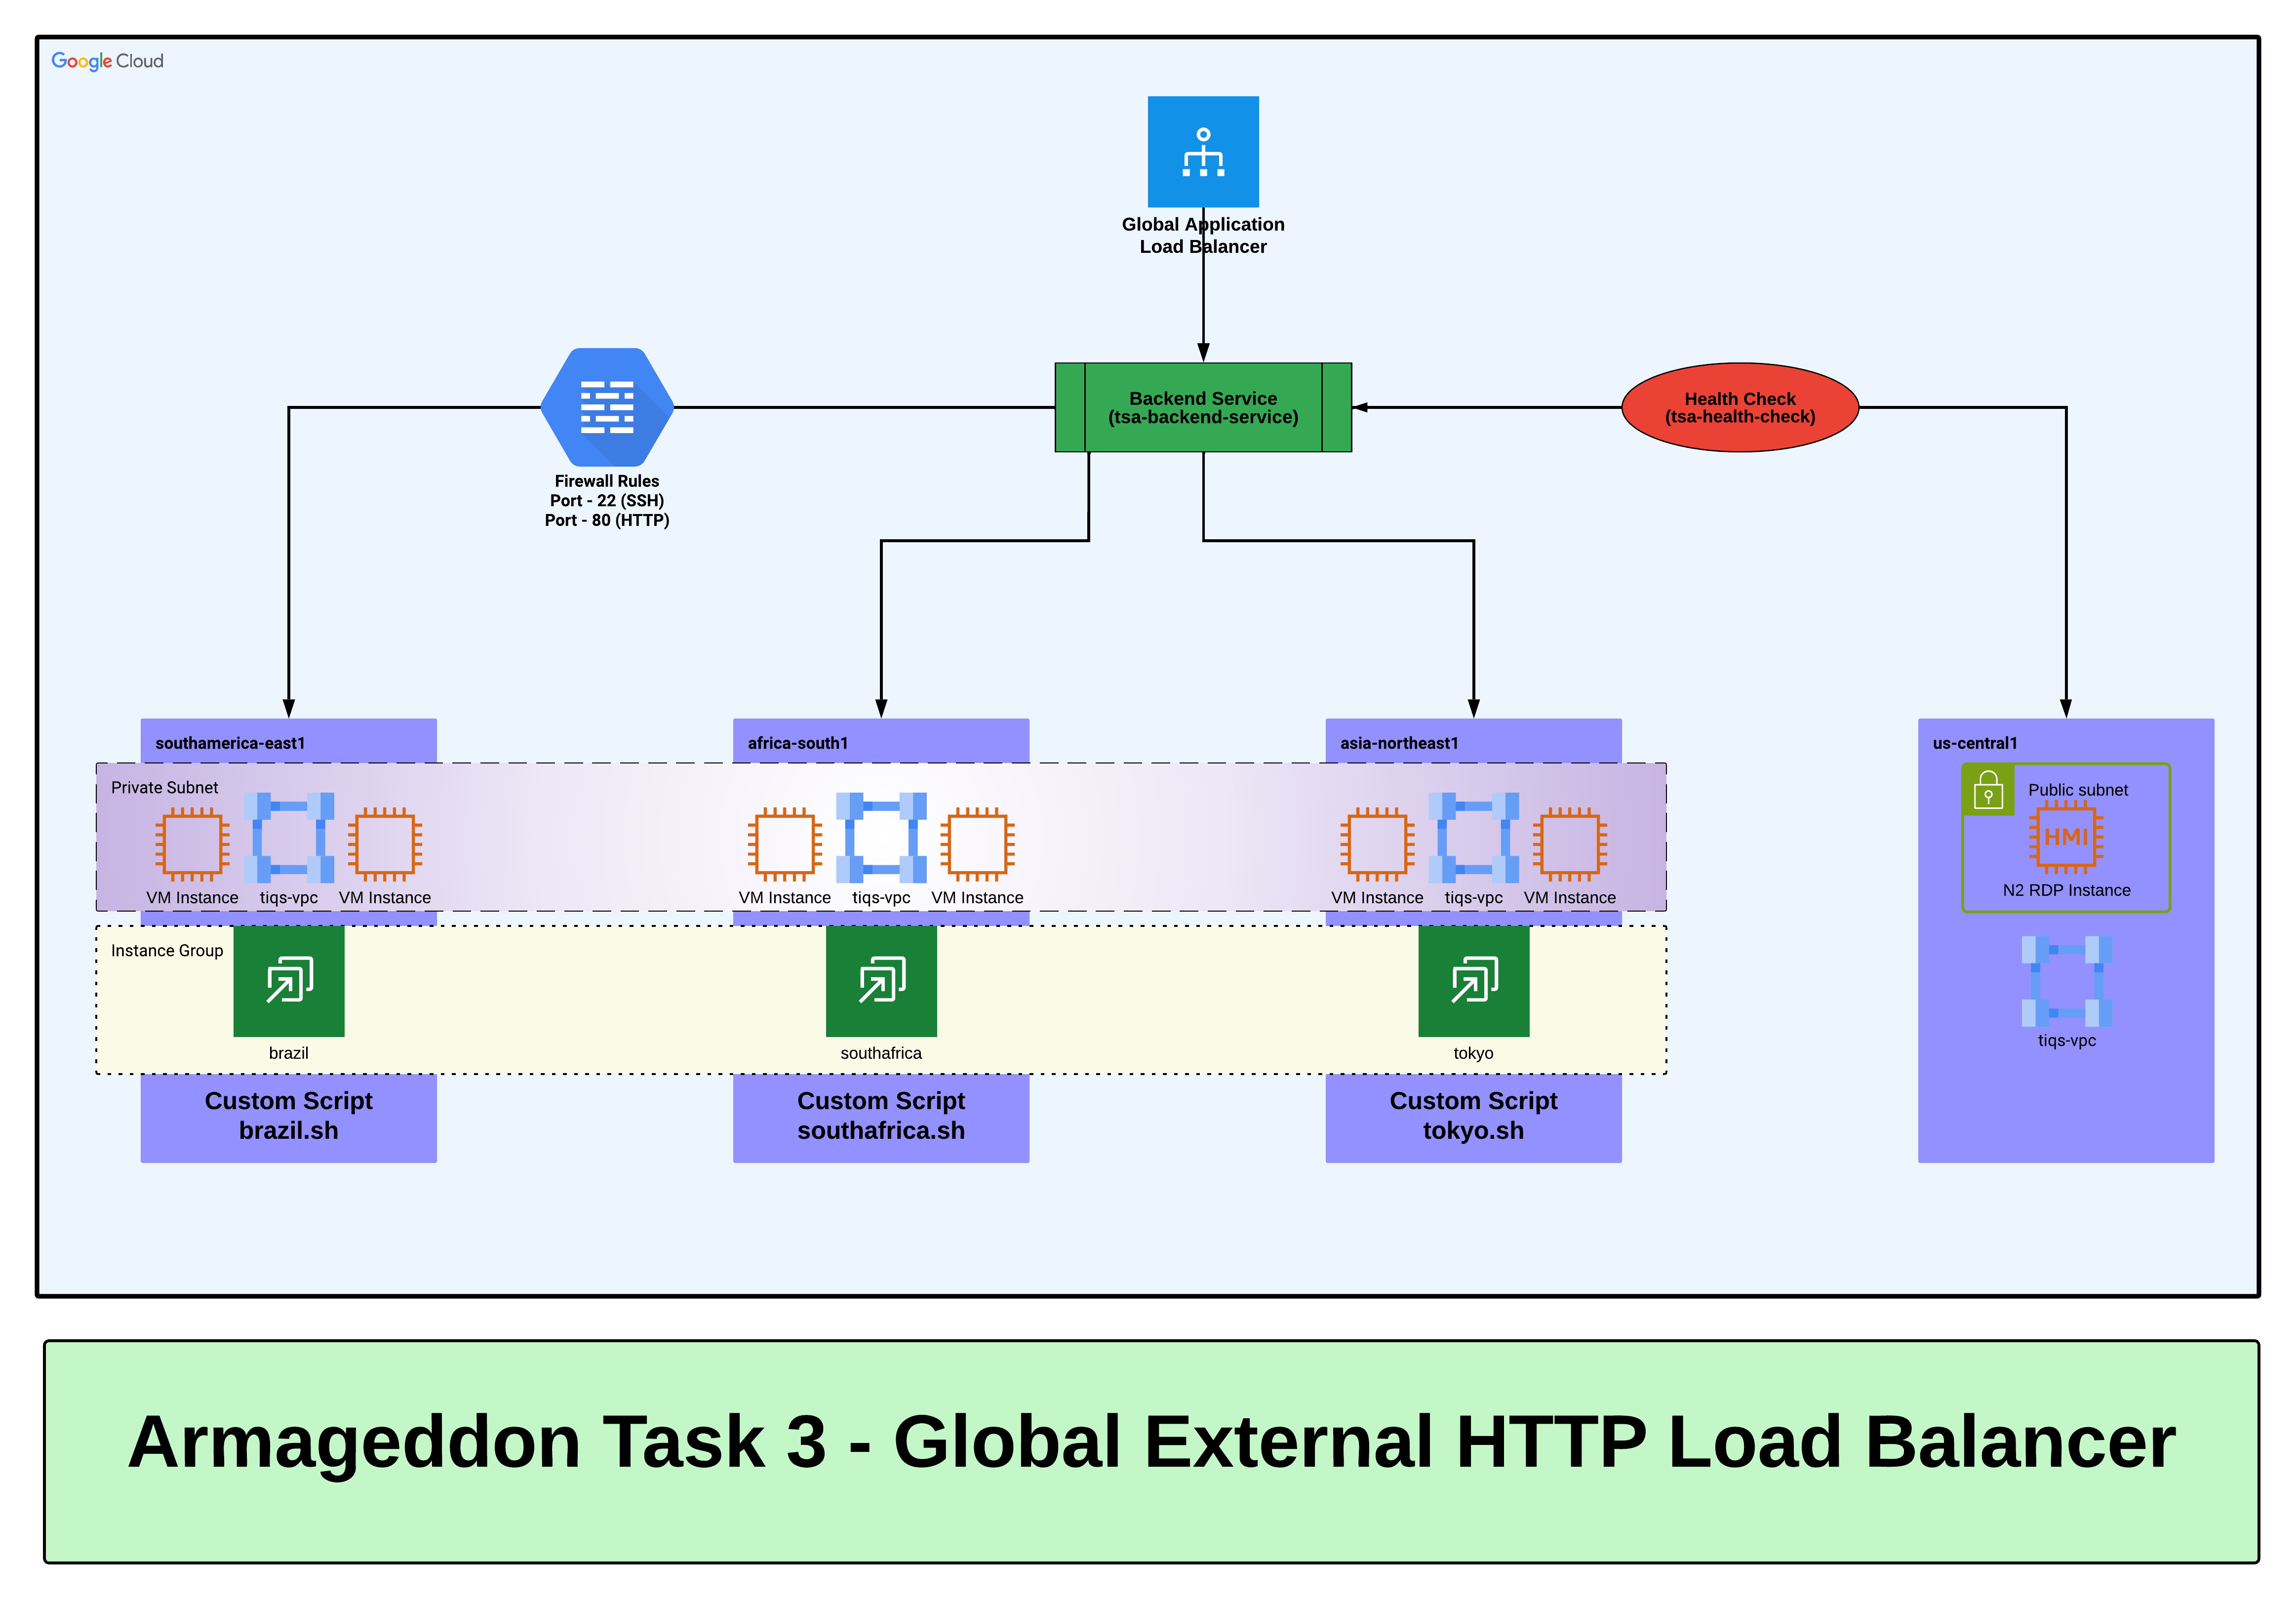 Google Cloud
Global Application
Load Balancer
Firewall Rules
Port - 22 (SSH)
Port - 80 (HTTP)
Backend Service
(tsa-backend-service)
Health Check
(tsa-health-check)
southamerica-east1
africa-south1
asia-northeast1
us-central1
Private Subnet
VM Instance
tiqs-vpc
VM Instance
VM Instance
tiqs-vpc
VM Instance
VM Instance
tiqs-vpc
VM Instance
Public subnet
HMI
N2 RDP Instance
tiqs-vpc
Instance Group
brazil
southafrica
tokyo
Custom Script
brazil.sh
Custom Script
southafrica.sh
Custom Script
tokyo.sh
Armageddon Task 3 - Global External HTTP Load Balancer